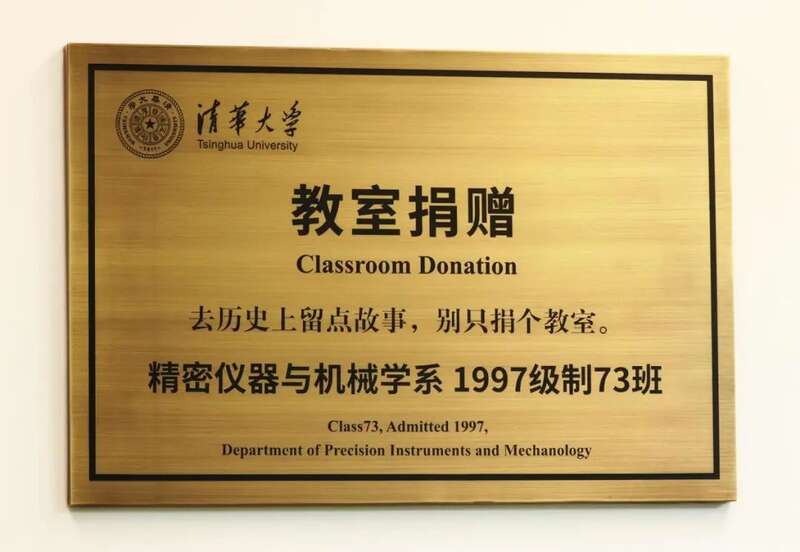 清华大学
Tsinghua University
教室捐赠
Classroom Donation
去历史上留点故事，别只捐个教室。
精密仪器与机械学系 1997级制73班
Class73, Admitted 1997,
Department of Precision Instruments and Mechanology